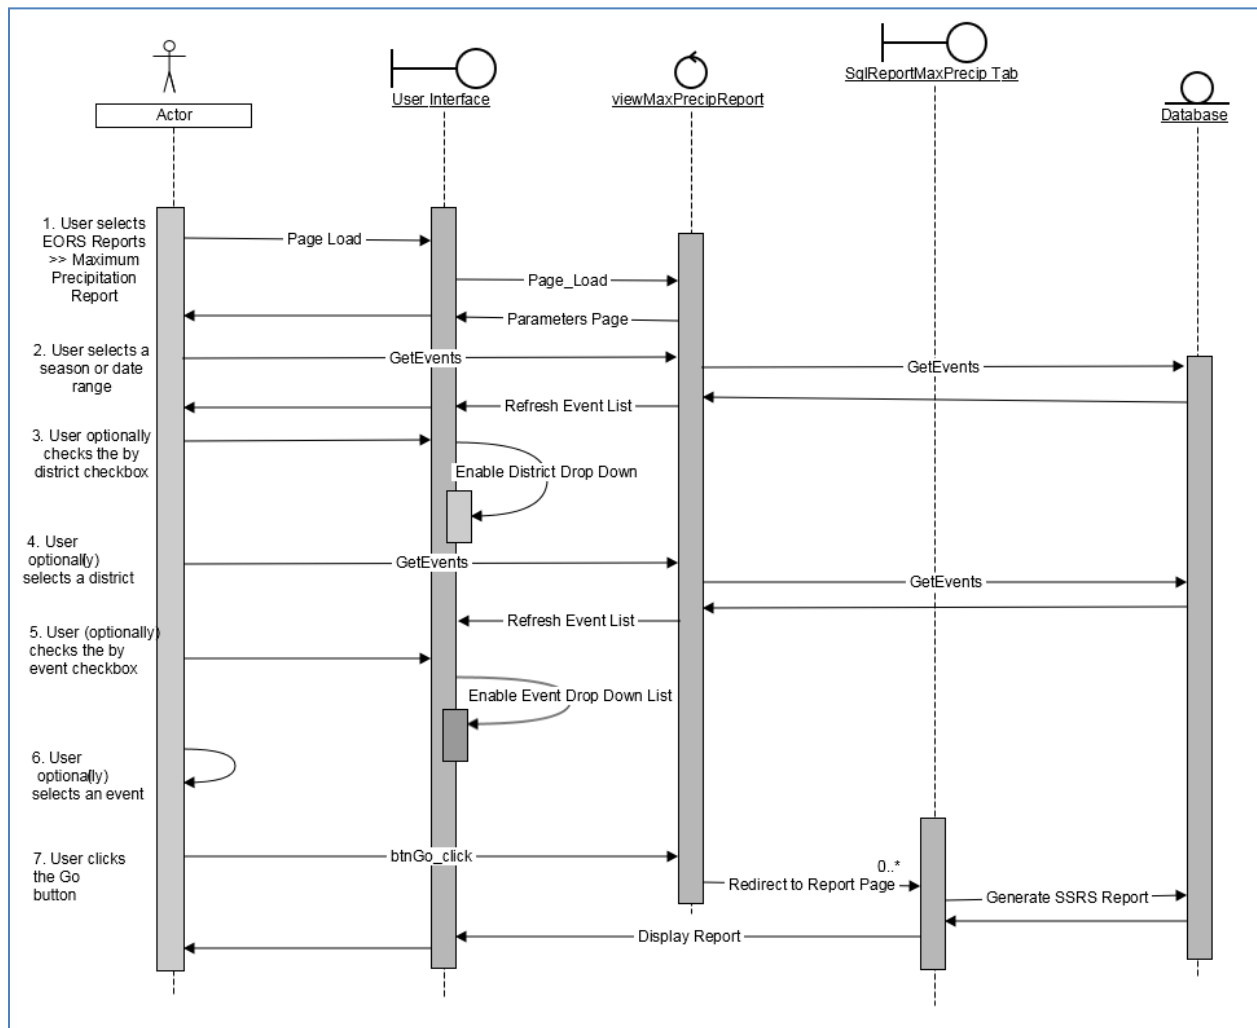 SqlReportMaxPrecip Tab
User Interface
viewMaxPrecipReport
Actor
Database
1. User selects
EORS Reports
>> Maximum
Precipitation
Report
Page Load
Page_Load
Parameters Page
2. User selects a
season or date
range
GetEvents
GetEvents
Refresh Event List
3. User optionally
checks the by
district checkbox
Enable District Drop Down
4. User
optional(ly)
selects a district
GetEvents
GetEvents
Refresh Event List
5. User (optionally)
checks the by
event checkbox
Enable Event Drop Down List
6. User
optional(ly)
selects an event
7. User clicks
the Go
button
btnGo_click
0..*
Redirect to Report Page
Generate SSRS Report
Display Report